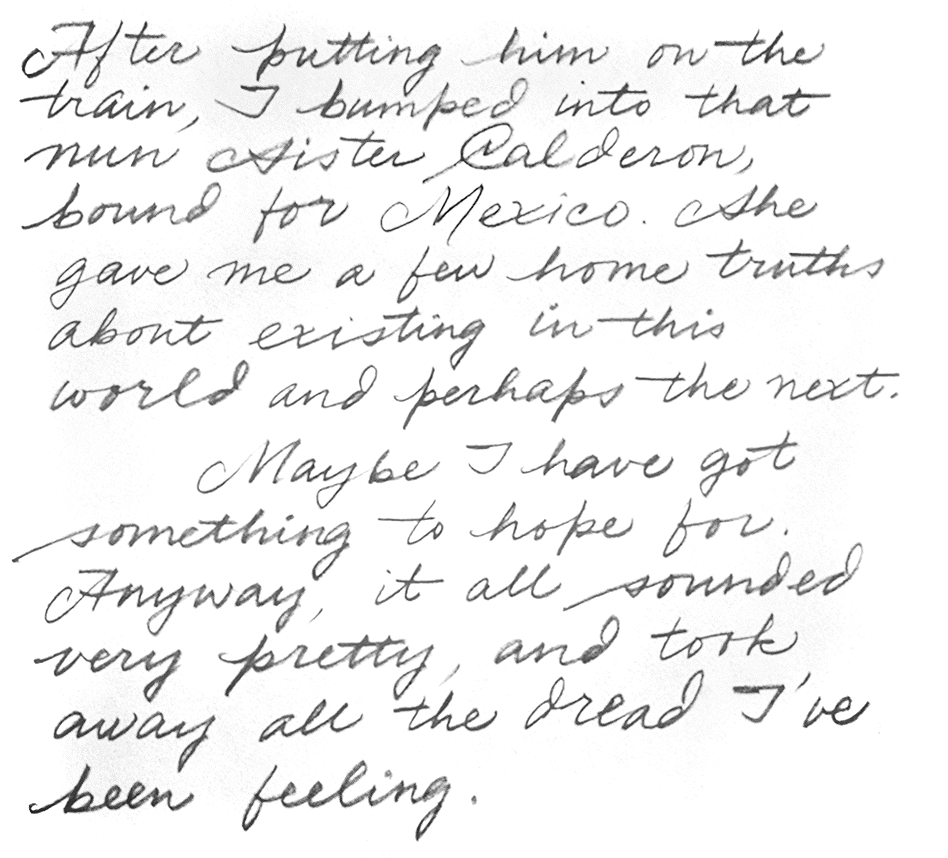 After putting him on the
train, I bumped into that
nun Sister Calderon,
bound for Mexico. She
gave me a few home truths
about existing in this
world and perhaps the next.
Maybe I have got
something to hope for.
Anyway, it all sounded
very pretty, and took
away all the dread I've
been feeling.